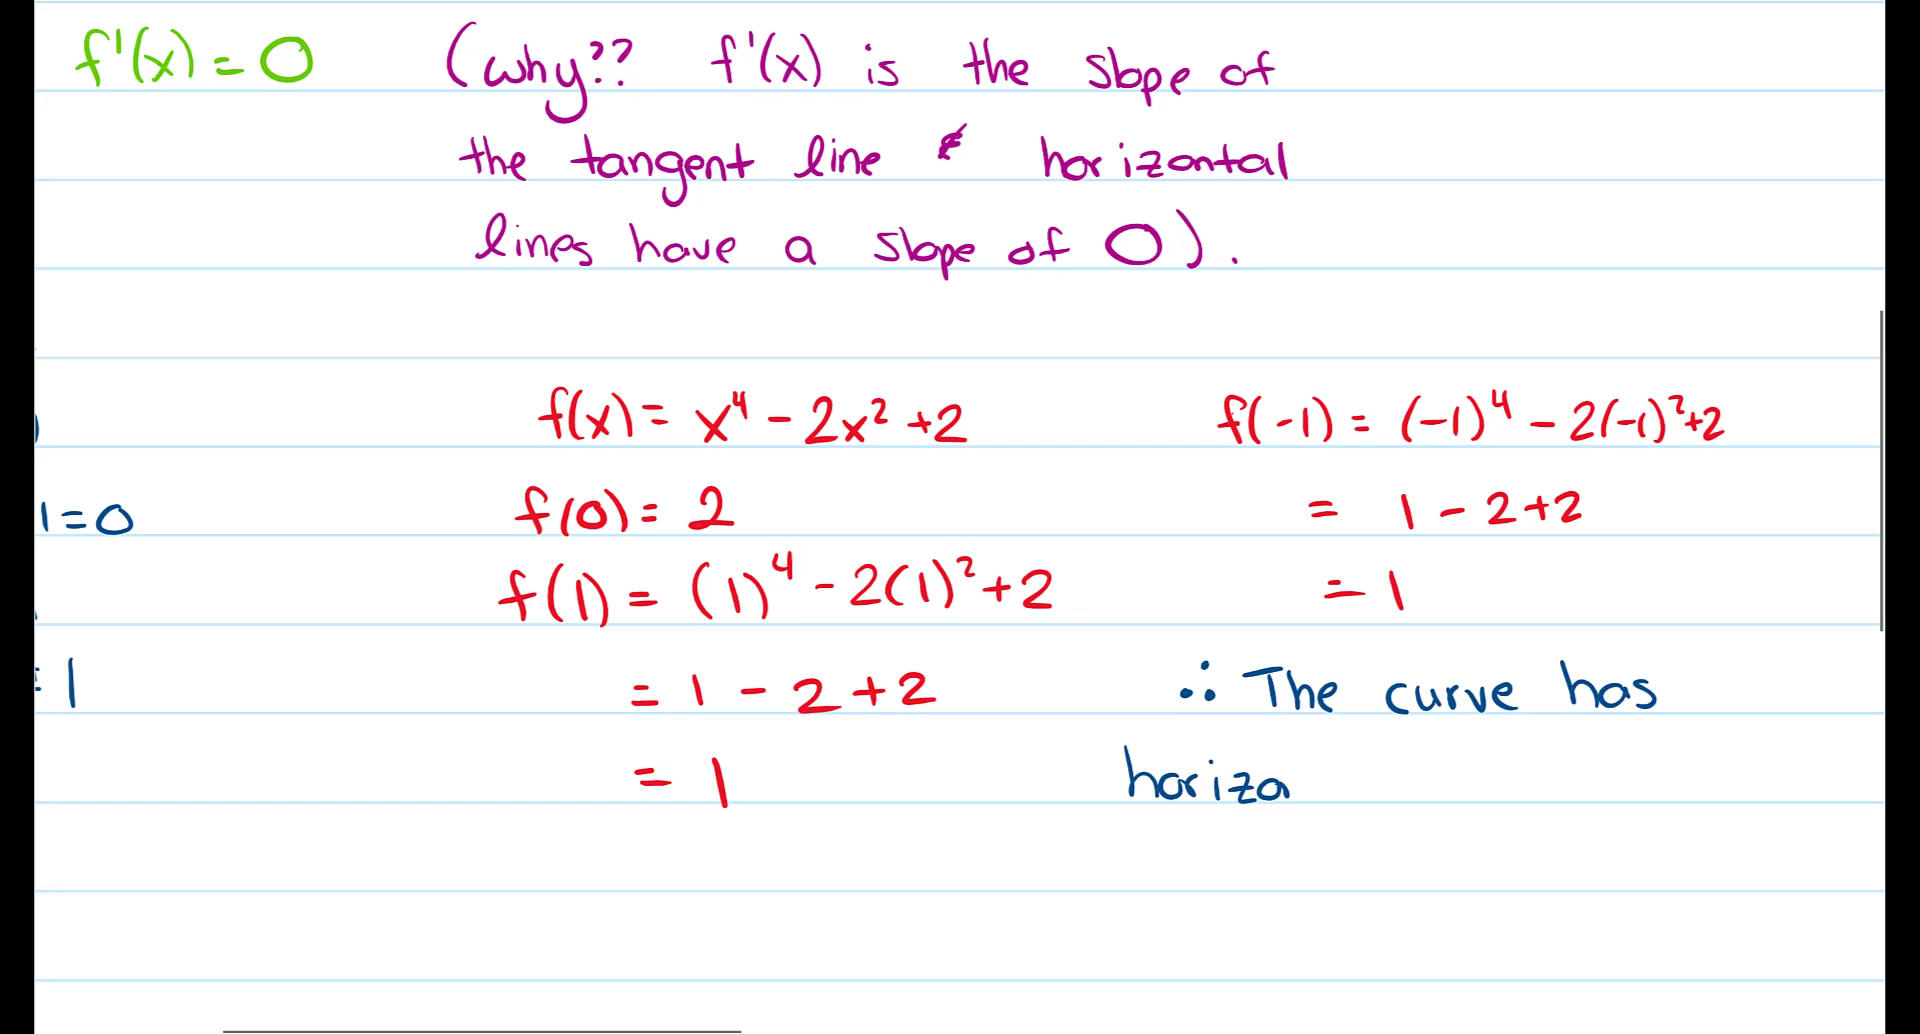 f'(x) = 0 (why?? f'(x) is the slope of
the tangent line & horizontal
lines have a slope of 0).
f(x) = x⁴ - 2x² + 2
f(0) = 2
f(1) = (1)⁴ - 2(1)² + 2
= 1 - 2 + 2
= 1
f(-1) = (-1)⁴ - 2(-1)² + 2
= 1 - 2 + 2
= 1
∴ The curve has
horizo
1 = 0
= 1